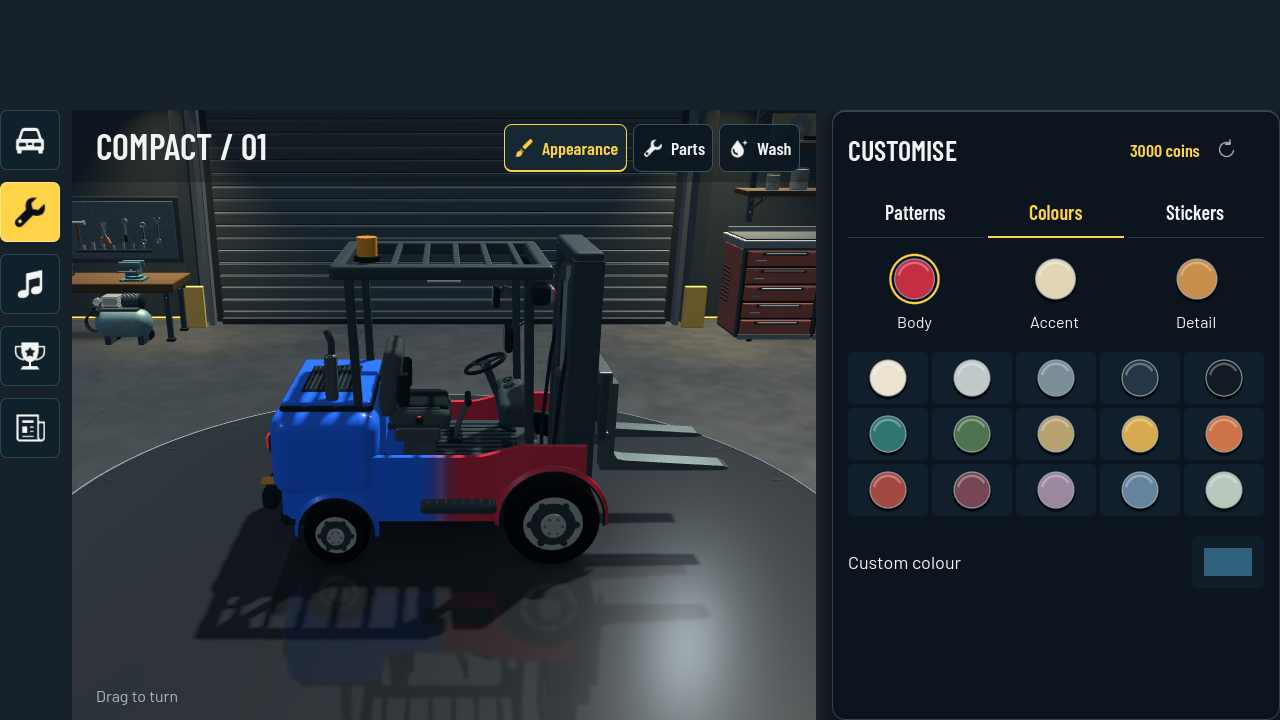 COMPACT / 01
Appearance
Parts
Wash
CUSTOMISE
3000 coins
Patterns
Colours
Stickers
Body
Accent
Detail
Custom colour
Drag to turn